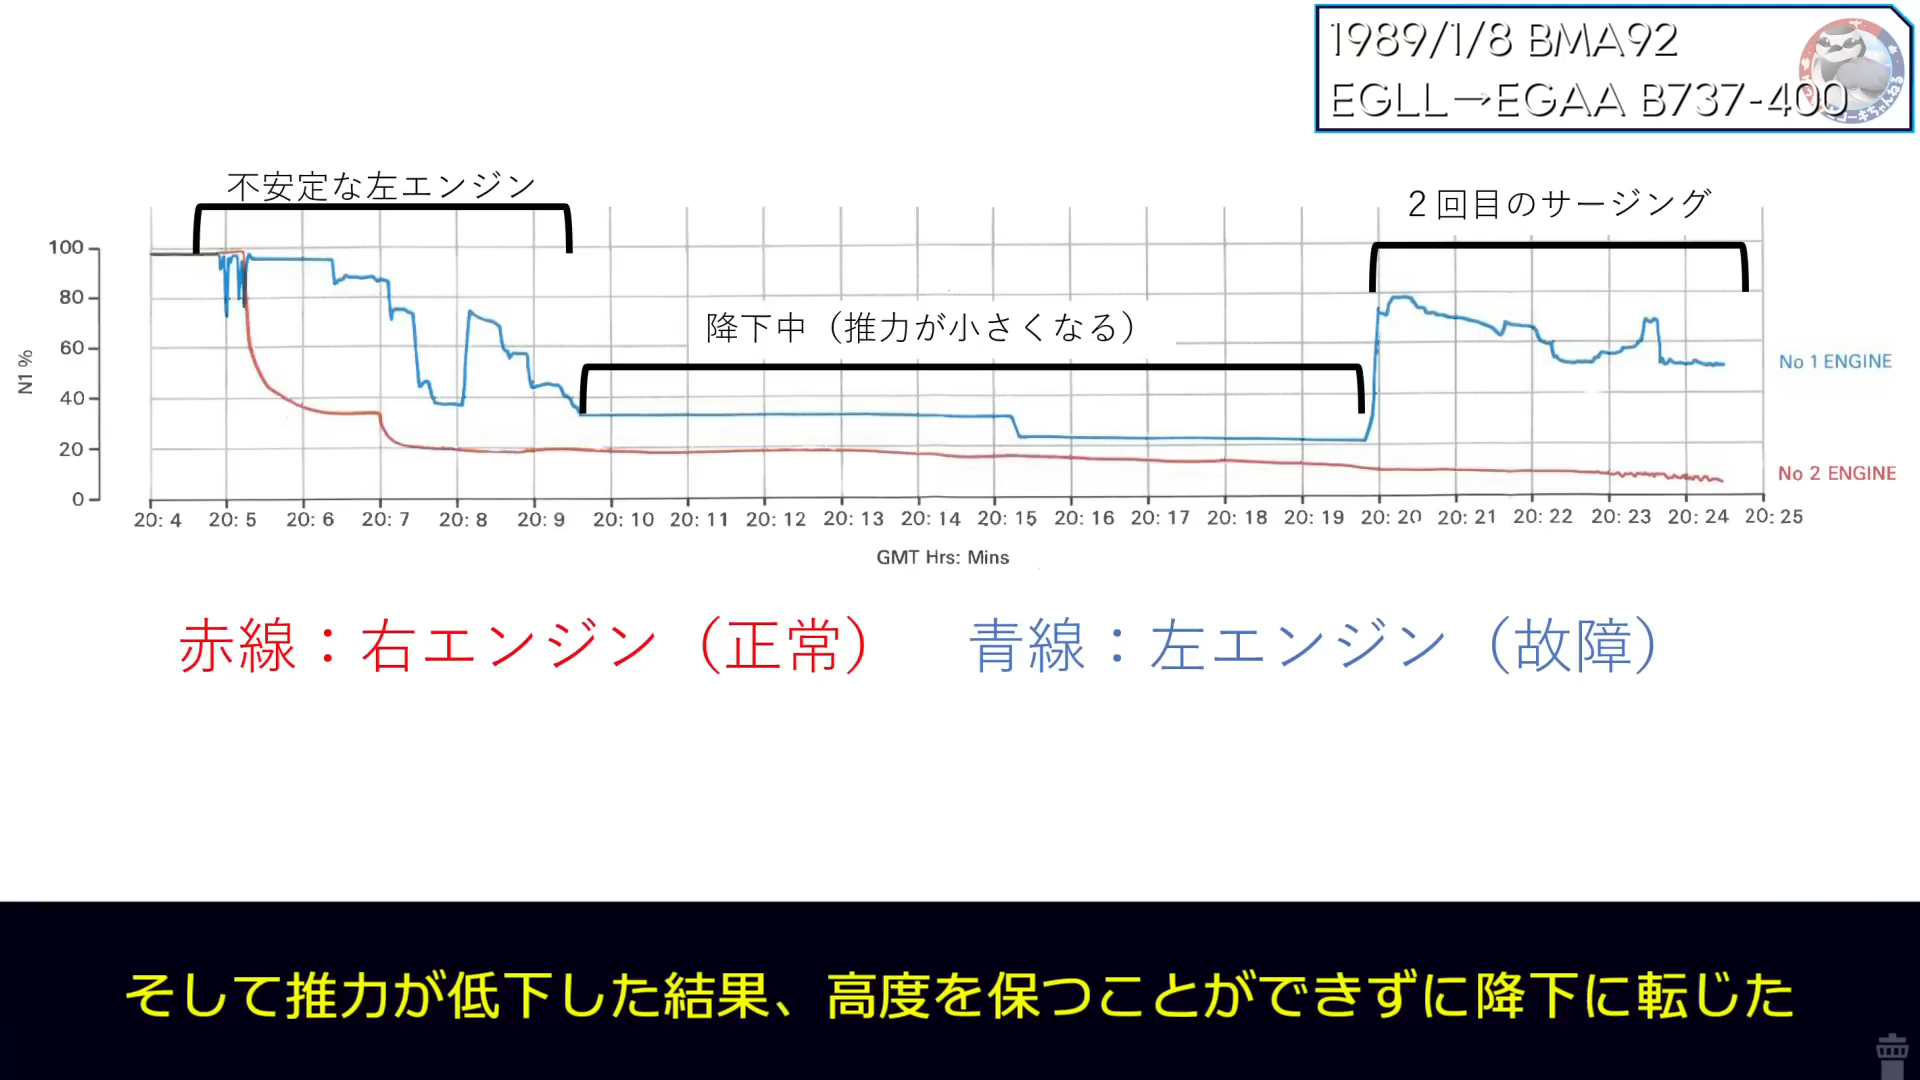 1989/1/8 BMA92
EGLL→EGAA B737-400
不安定な左エンジン
2回目のサージング
降下中（推力が小さくなる）
N1 %
100
80
60
40
20
0
No 1 ENGINE
No 2 ENGINE
20: 4 20: 5 20: 6 20: 7 20: 8 20: 9 20: 10 20: 11 20: 12 20: 13 20: 14 20: 15 20: 16 20: 17 20: 18 20: 19 20: 20 20: 21 20: 22 20: 23 20: 24 20: 25
GMT Hrs: Mins
赤線：右エンジン（正常） 青線：左エンジン（故障）
そして推力が低下した結果、高度を保つことができずに降下に転じた